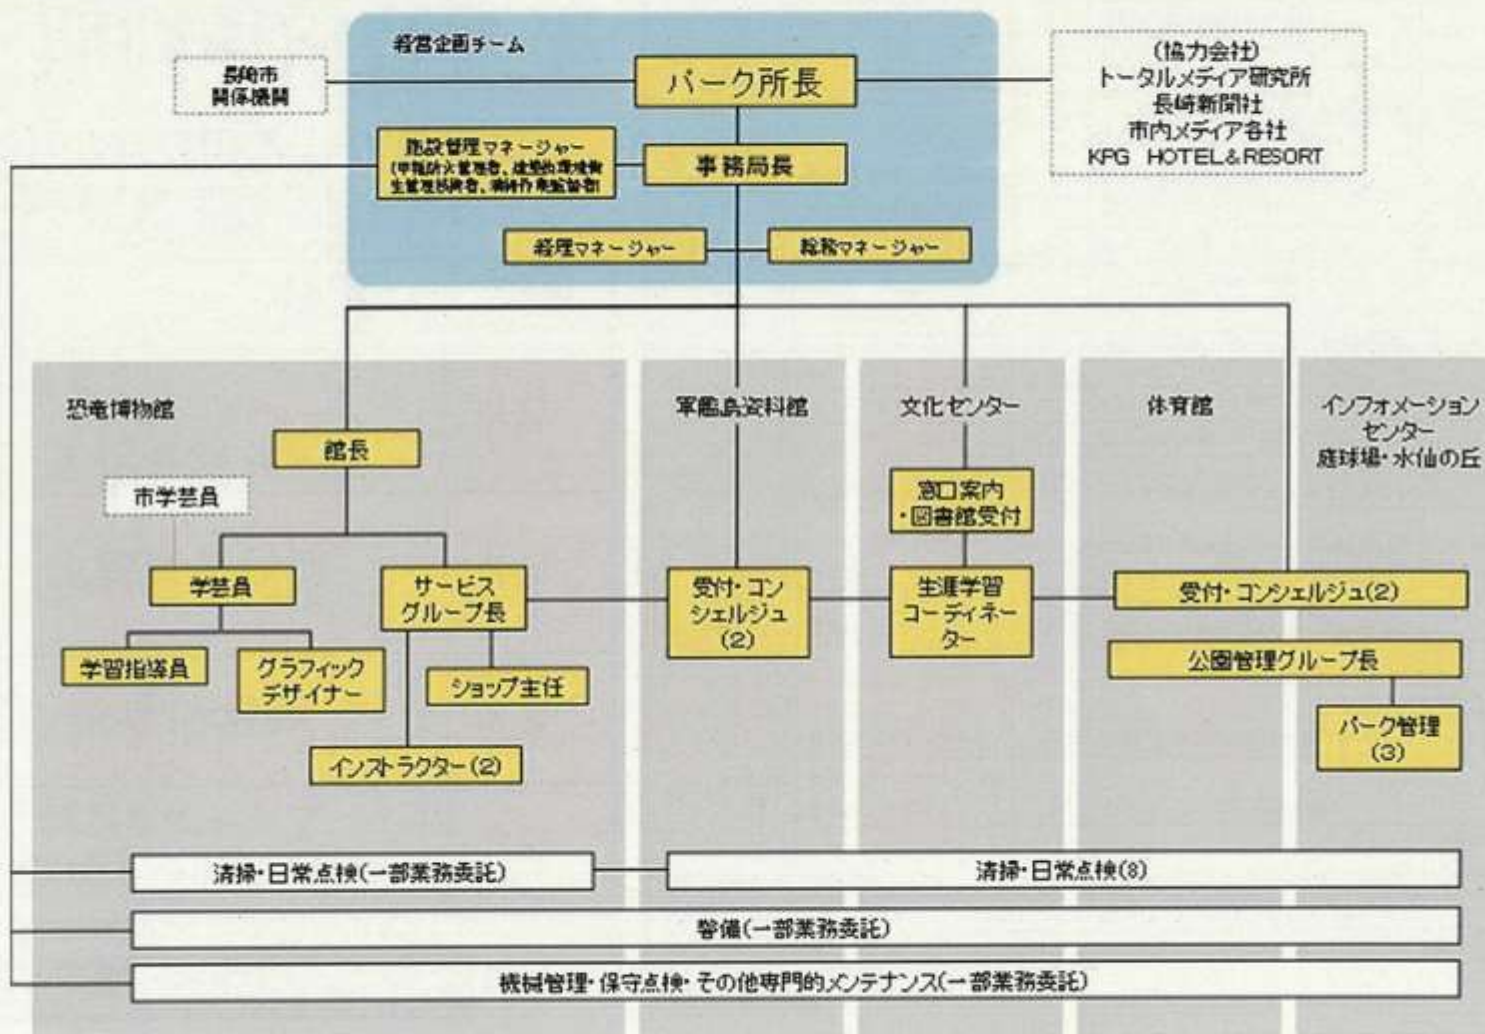 経営企画チーム
長崎市
関係機関
パーク所長
(協力会社)
トータルメディア研究所
長崎新聞社
市内メディア各社
KPG HOTEL&RESORT
施設管理マネージャー
事務局長
経理マネージャー
総務マネージャー
恐竜博物館
軍艦島資料館
文化センター
体育館
インフォメーション
センター
庭球場・水仙の丘
館長
市学芸員
窓口案内
・図書館受付
学芸員
サービス
グループ長
受付・コン
シェルジュ
(2)
生涯学習
コーディネー
ター
受付・コンシェルジュ(2)
学習指導員
グラフィック
デザイナー
ショップ主任
公園管理グループ長
インストラクター(2)
パーク管理
(3)
清掃・日常点検(一部業務委託)
清掃・日常点検(8)
警備(一部業務委託)
機械管理・保守点検・その他専門的メンテナンス(一部業務委託)